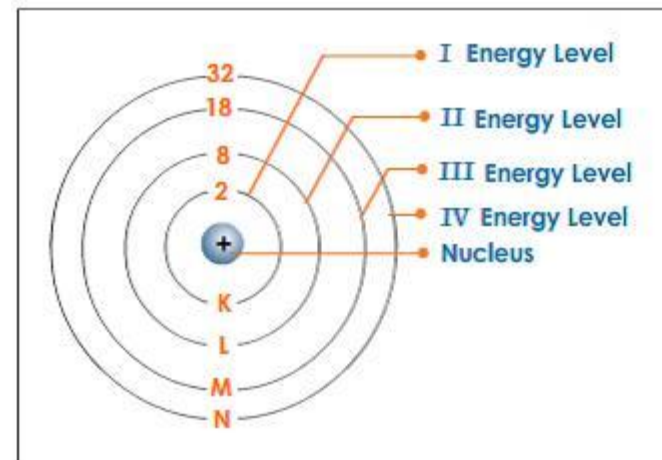 32
18
8
2
+
K
L
M
N
I Energy Level
II Energy Level
III Energy Level
IV Energy Level
Nucleus